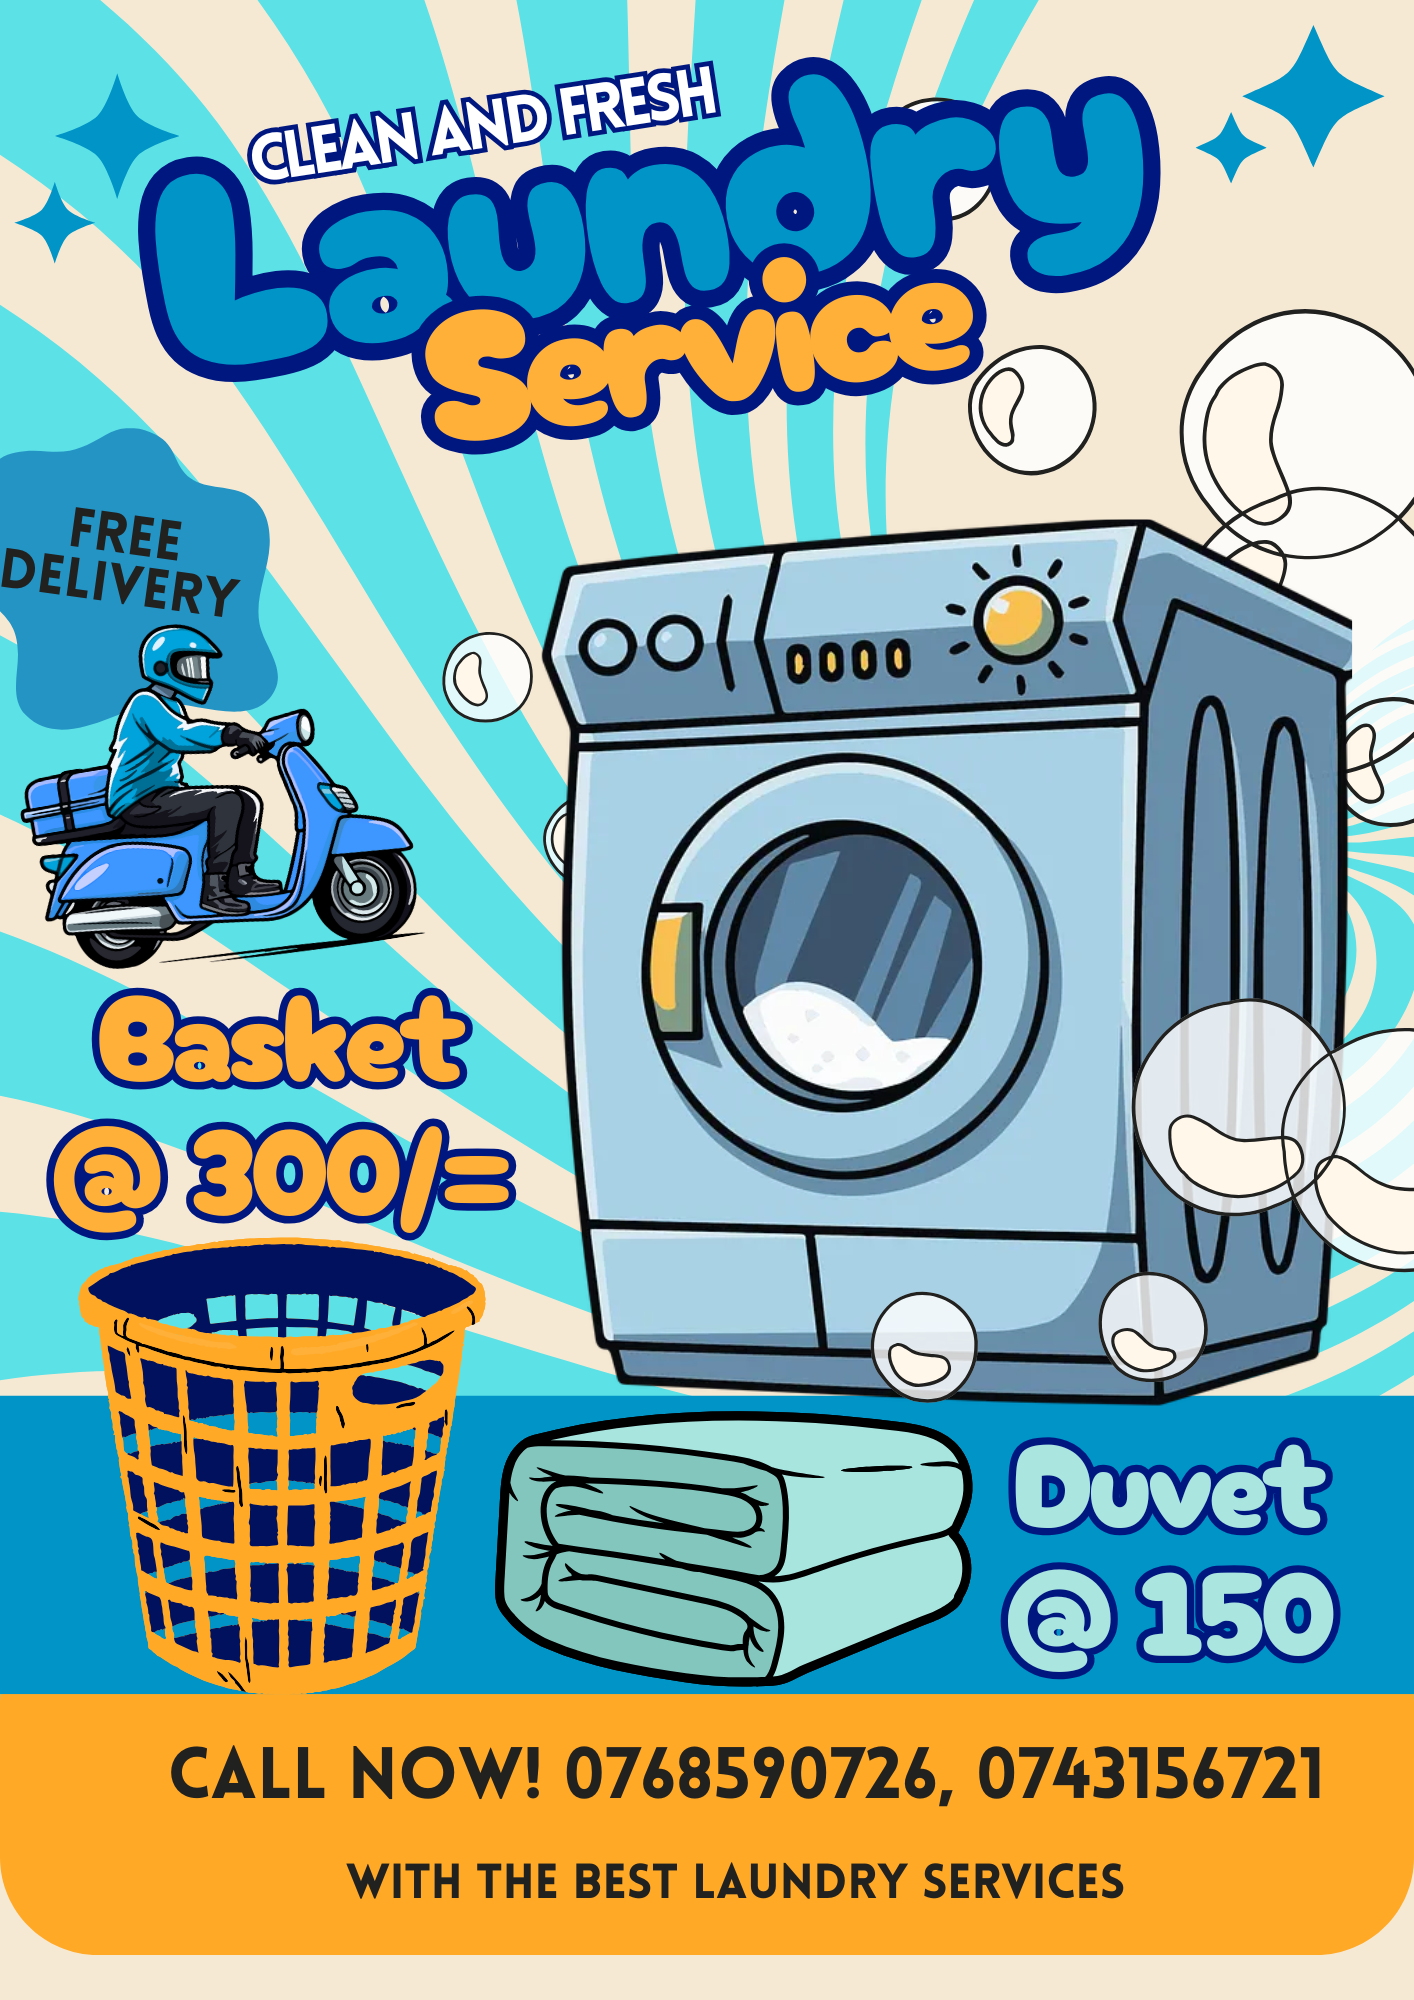 CLEAN AND FRESH
Laundry
Service
FREE
DELIVERY
Basket
@ 300/=
Duvet
@ 150
CALL NOW! 0768590726, 0743156721
WITH THE BEST LAUNDRY SERVICES